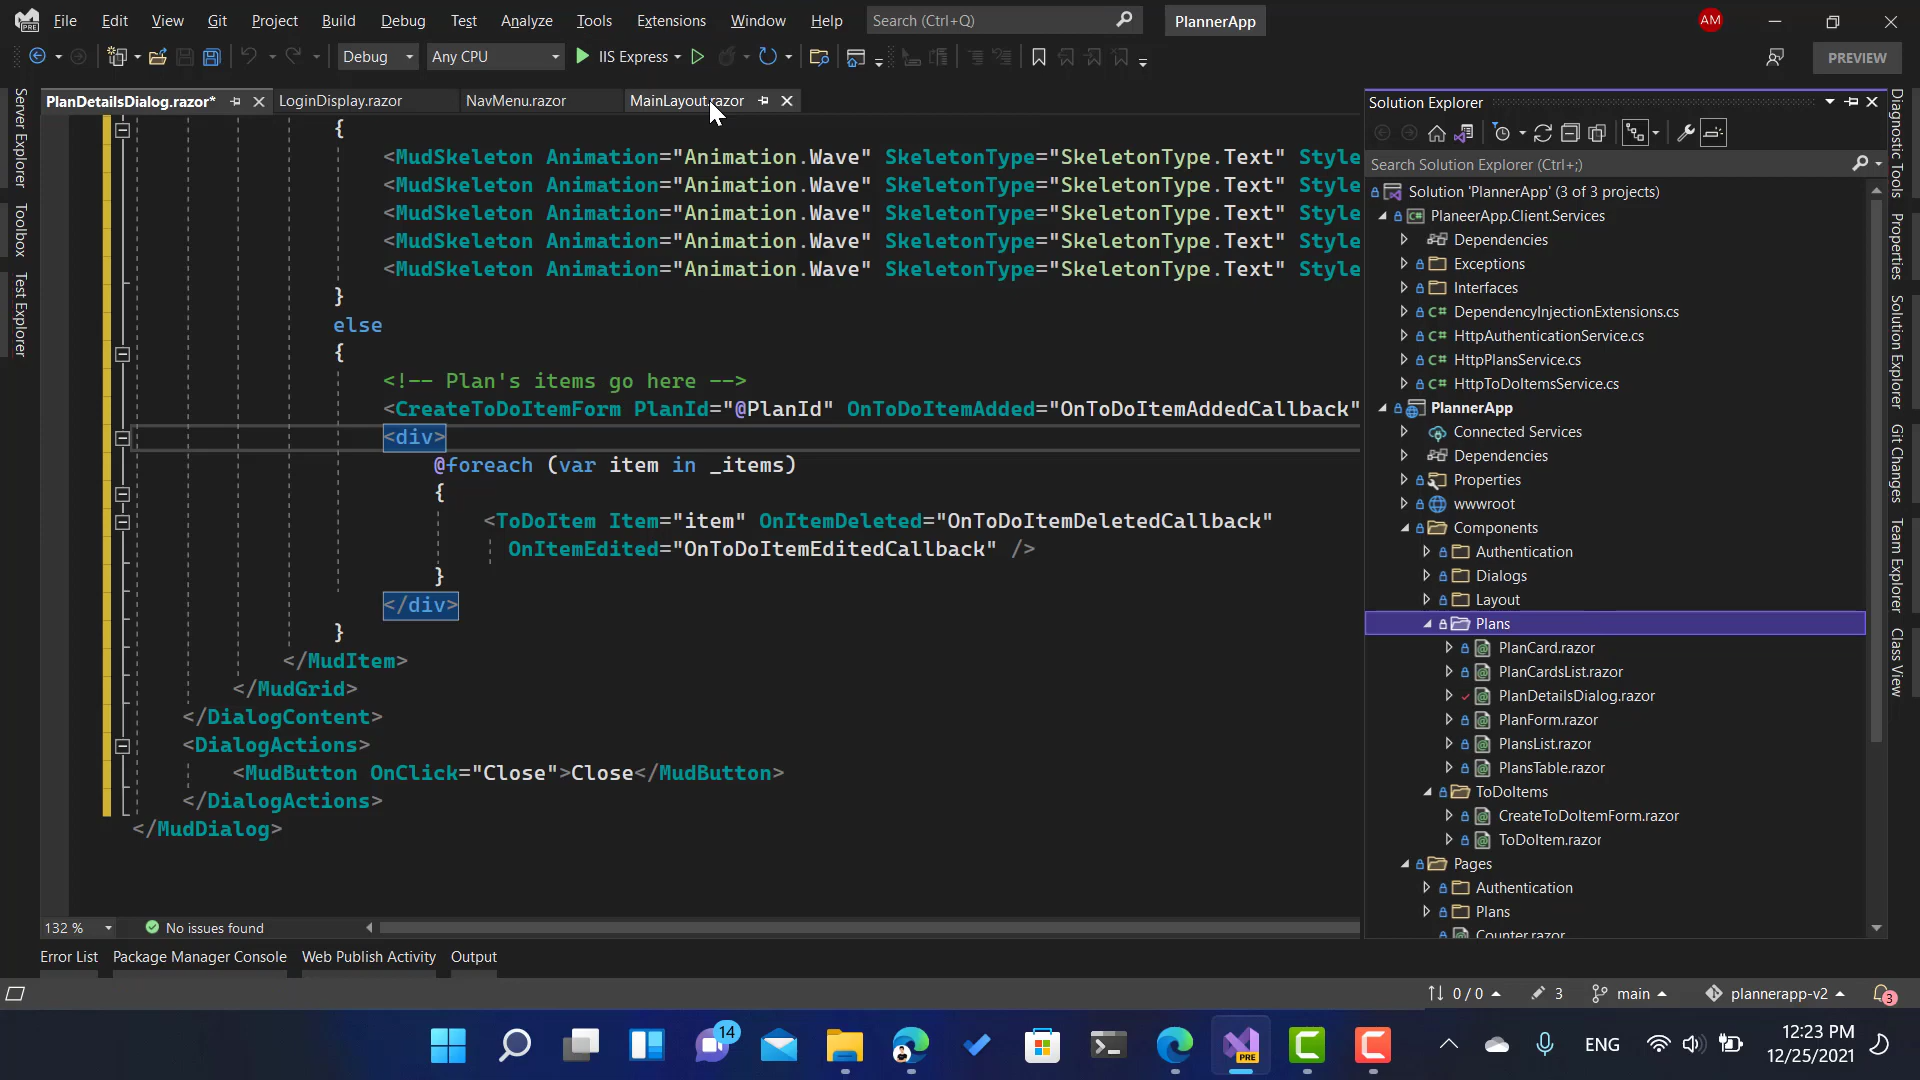 File Edit View Git Project Build Debug Test Analyze Tools Extensions Window Help Search (Ctrl+Q) PlannerApp AM
Debug Any CPU IIS Express PREVIEW
PlanDetailsDialog.razor* LoginDisplay.razor NavMenu.razor MainLayout.razor
Server Explorer
Toolbox
Test Explorer
{
<MudSkeleton Animation="Animation.Wave" SkeletonType="SkeletonType.Text" Style
<MudSkeleton Animation="Animation.Wave" SkeletonType="SkeletonType.Text" Style
<MudSkeleton Animation="Animation.Wave" SkeletonType="SkeletonType.Text" Style
<MudSkeleton Animation="Animation.Wave" SkeletonType="SkeletonType.Text" Style
<MudSkeleton Animation="Animation.Wave" SkeletonType="SkeletonType.Text" Style
}
else
{
<!-- Plan's items go here -->
<CreateToDoItemForm PlanId="@PlanId" OnToDoItemAdded="OnToDoItemAddedCallback"
<div>
@foreach (var item in _items)
{
<ToDoItem Item="item" OnItemDeleted="OnToDoItemDeletedCallback"
OnItemEdited="OnToDoItemEditedCallback" />
}
</div>
}
</MudItem>
</MudGrid>
</DialogContent>
<DialogActions>
<MudButton OnClick="Close">Close</MudButton>
</DialogActions>
</MudDialog>
132 % No issues found
Solution Explorer
Search Solution Explorer (Ctrl+;)
Solution 'PlannerApp' (3 of 3 projects)
PlaneerApp.Client.Services
Dependencies
Exceptions
Interfaces
DependencyInjectionExtensions.cs
HttpAuthenticationService.cs
HttpPlansService.cs
HttpToDoItemsService.cs
PlannerApp
Connected Services
Dependencies
Properties
wwwroot
Components
Authentication
Dialogs
Layout
Plans
PlanCard.razor
PlanCardsList.razor
PlanDetailsDialog.razor
PlanForm.razor
PlansList.razor
PlansTable.razor
ToDoItems
CreateToDoItemForm.razor
ToDoItem.razor
Pages
Authentication
Plans
Counter.razor
Diagnostic Tools
Properties
Solution Explorer
Git Changes
Team Explorer
Class View
Error List Package Manager Console Web Publish Activity Output
0 / 0 3 main plannerapp-v2 3
14 PRE ENG 12:23 PM
12/25/2021